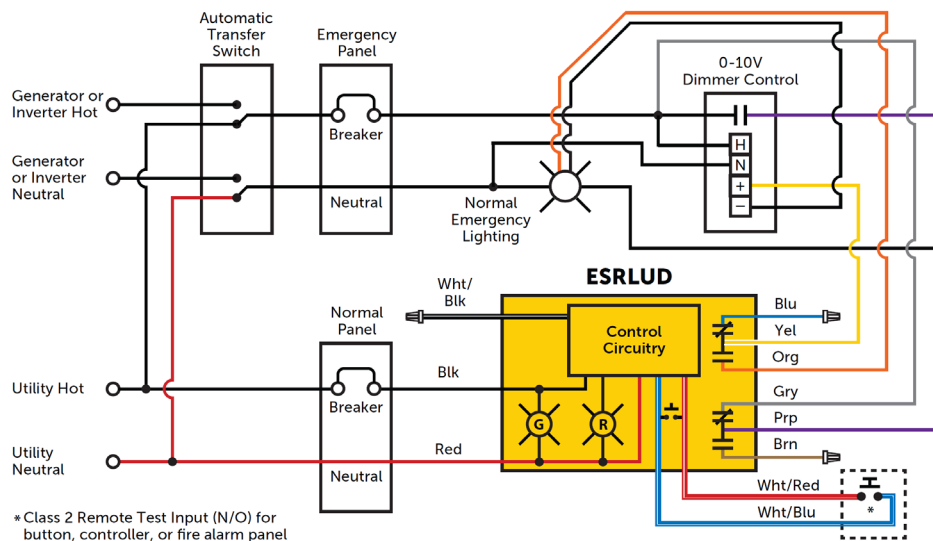 Automatic
Transfer
Switch
Emergency
Panel
0-10V
Dimmer Control
Generator or
Inverter Hot
Breaker
H
N
+
–
Generator
or Inverter
Neutral
Neutral
Normal
Emergency
Lighting
ESRLUD
Wht/
Blk
Normal
Panel
Control
Circuitry
Blu
Yel
Org
Utility Hot
Breaker
Blk
Gry
Prp
Brn
G
R
Utility
Neutral
Neutral
Red
Wht/Red
Wht/Blu
*
*Class 2 Remote Test Input (N/O) for
button, controller, or fire alarm panel